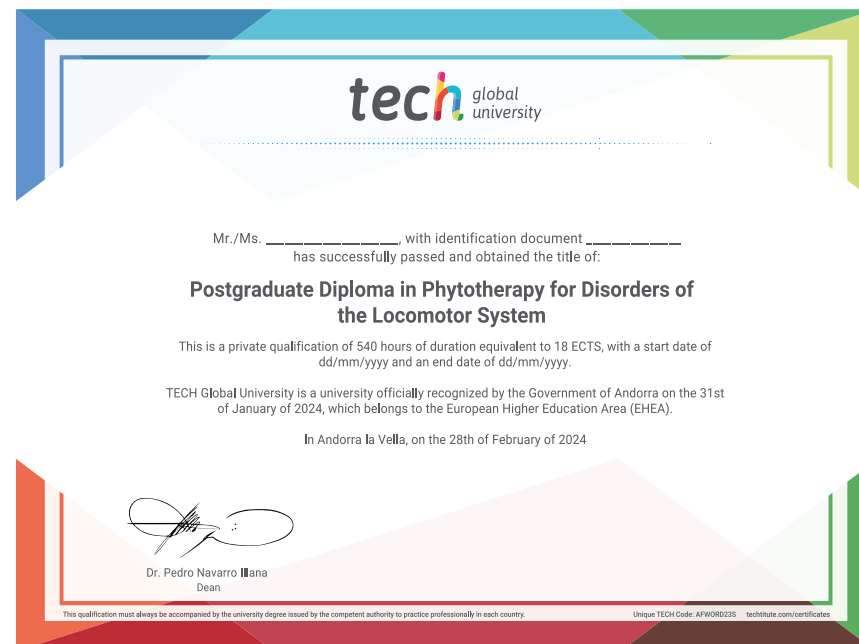 tech global university
Mr./Ms. ____________, with identification document ____________
has successfully passed and obtained the title of:
Postgraduate Diploma in Phytotherapy for Disorders of
the Locomotor System
This is a private qualification of 540 hours of duration equivalent to 18 ECTS, with a start date of
dd/mm/yyyy and an end date of dd/mm/yyyy.
TECH Global University is a university officially recognized by the Government of Andorra on the 31st
of January of 2024, which belongs to the European Higher Education Area (EHEA).
In Andorra la Vella, on the 28th of February of 2024
Dr. Pedro Navarro Illana
Dean
This qualification must always be accompanied by the university degree issued by the competent authority to practice professionally in each country.
Unique TECH Code: AFWORD23S techtitute.com/certificates